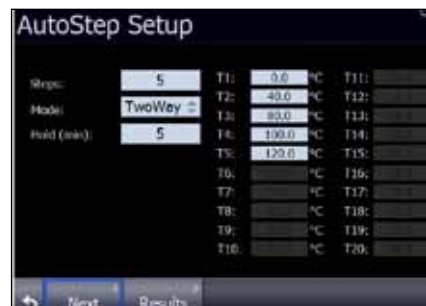 AutoStep Setup
Steps: 5
Mode: TwoWay
Hold (min): 5
T1: 0.0 °C
T2: 40.0 °C
T3: 80.0 °C
T4: 100.0 °C
T5: 120.0 °C
T6: °C
T7: °C
T8: °C
T9: °C
T10: °C
T11:
T12:
T13:
T14:
T15:
T16:
T17:
T18:
T19:
T20:
Next Results